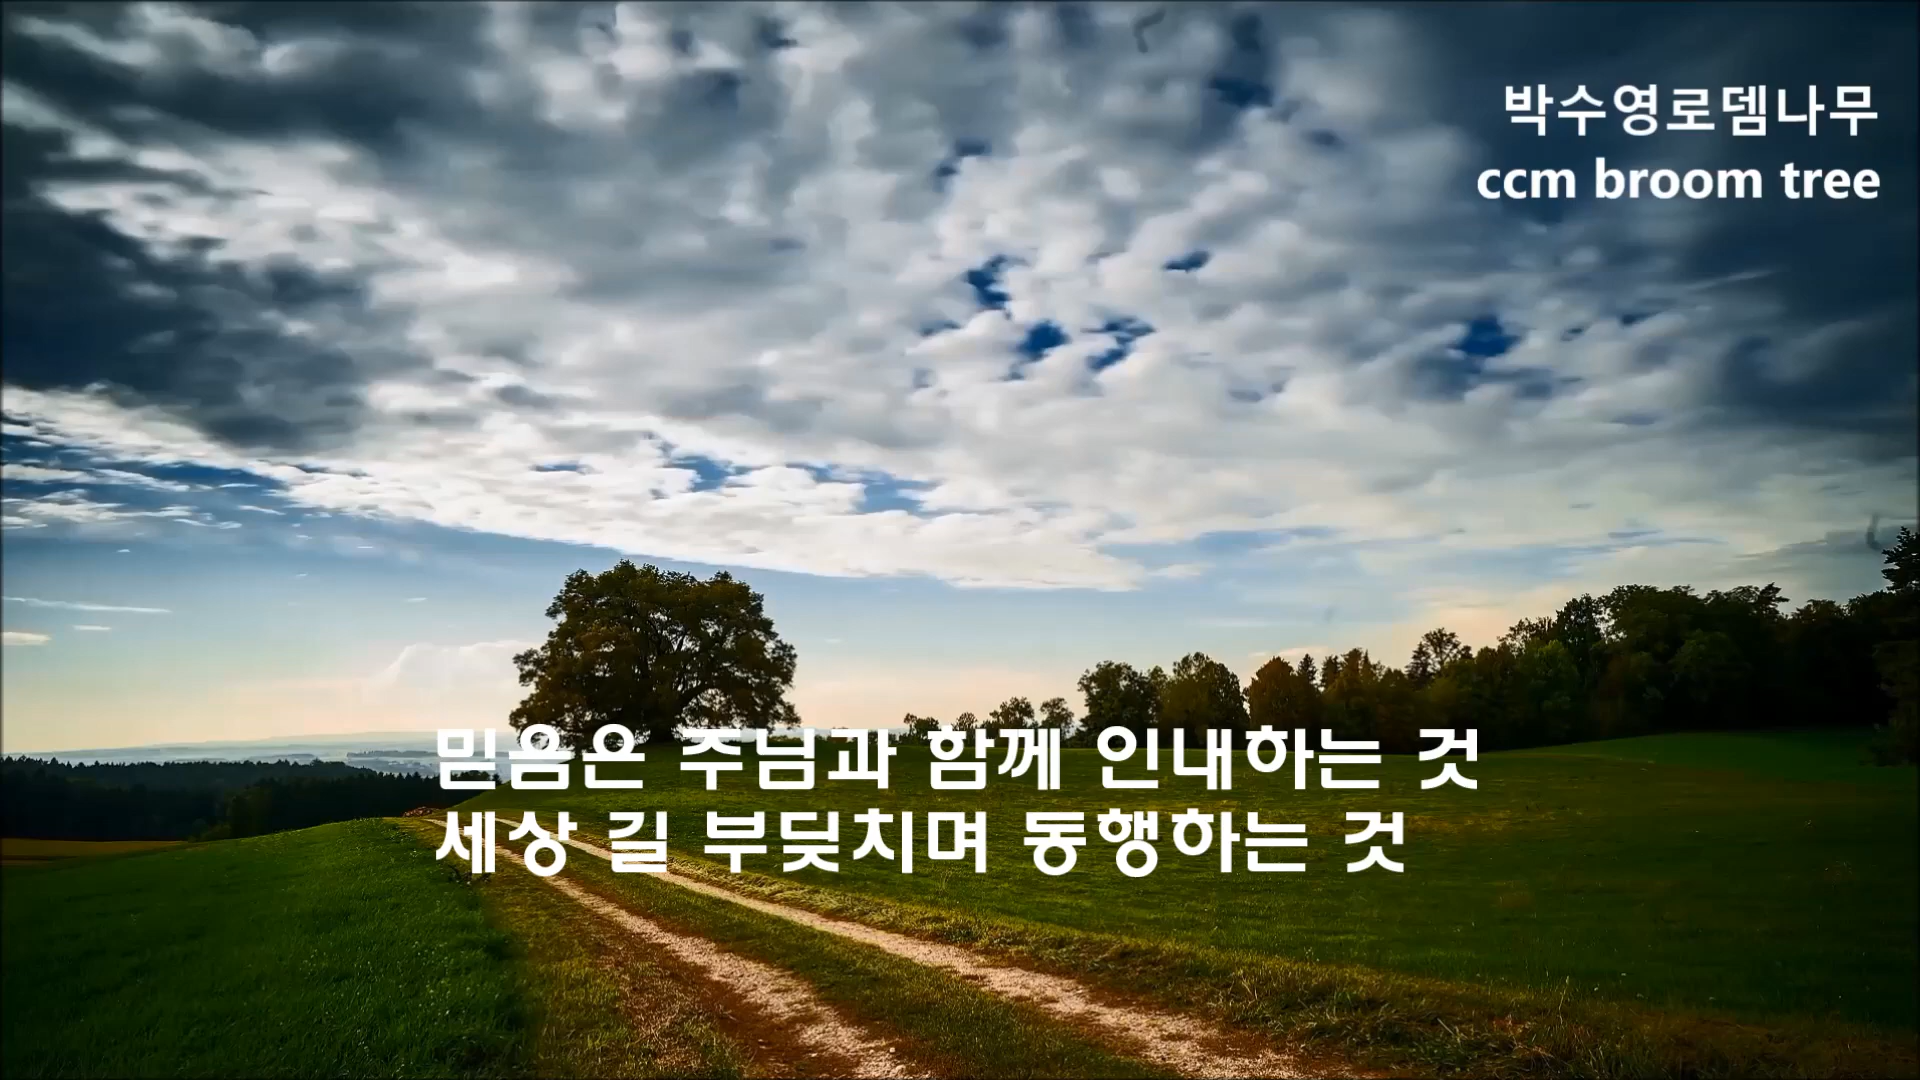 박수영로뎀나무
ccm broom tree
믿음은 주님과 함께 인내하는 것
세상 길 부딪치며 동행하는 것